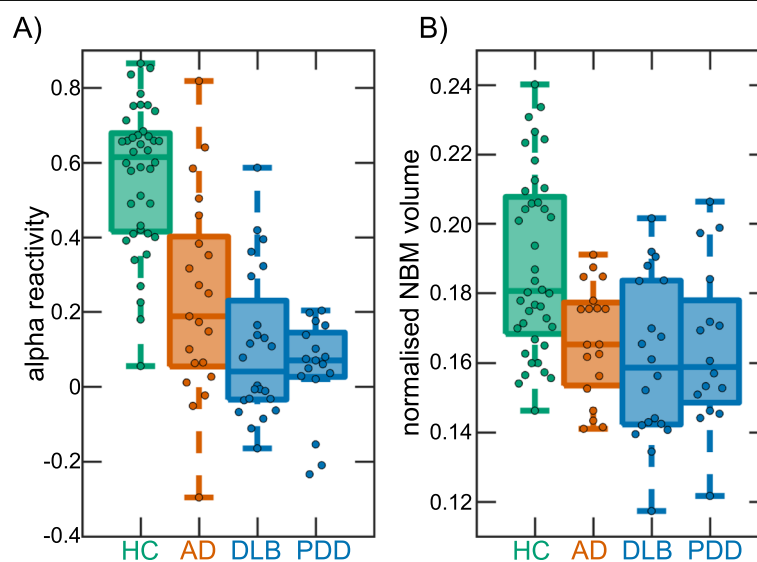 A)
alpha reactivity
0.8
0.6
0.4
0.2
0
-0.2
-0.4
HC AD DLB PDD
B)
normalised NBM volume
0.24
0.22
0.20
0.18
0.16
0.14
0.12
HC AD DLB PDD